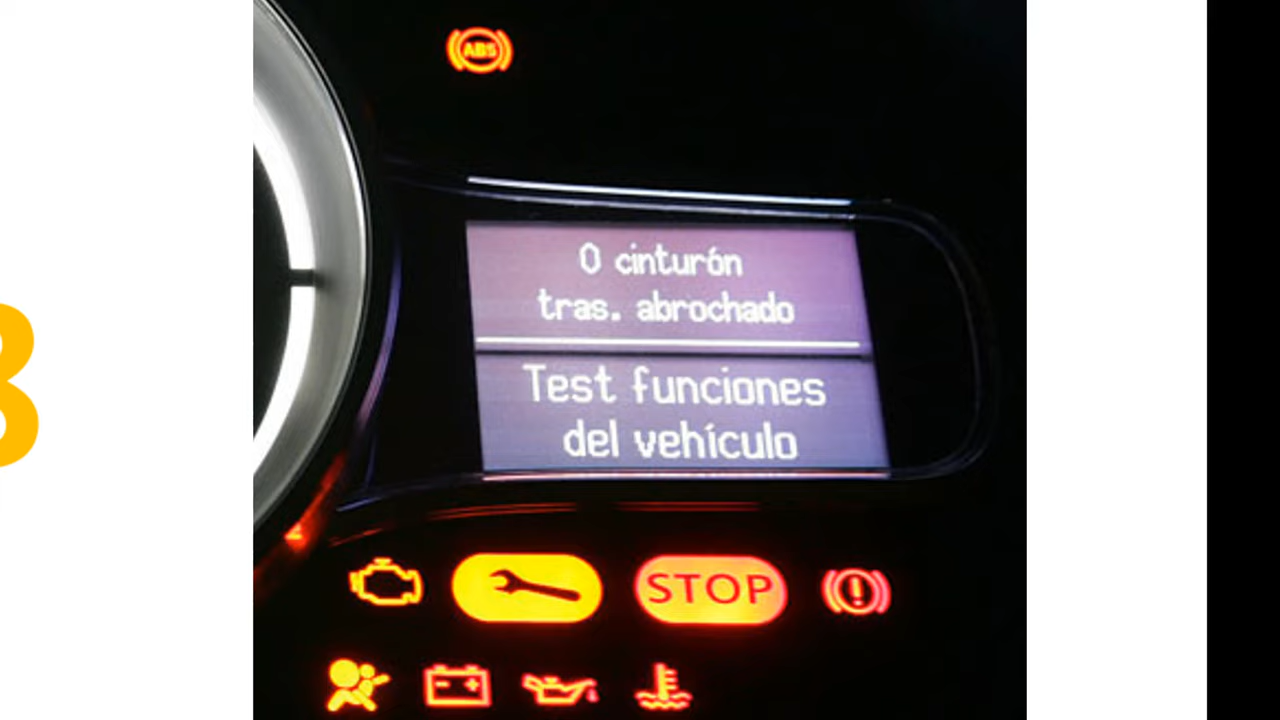 ABS
0 cinturón
tras. abrochado
Test funciones
del vehículo
STOP